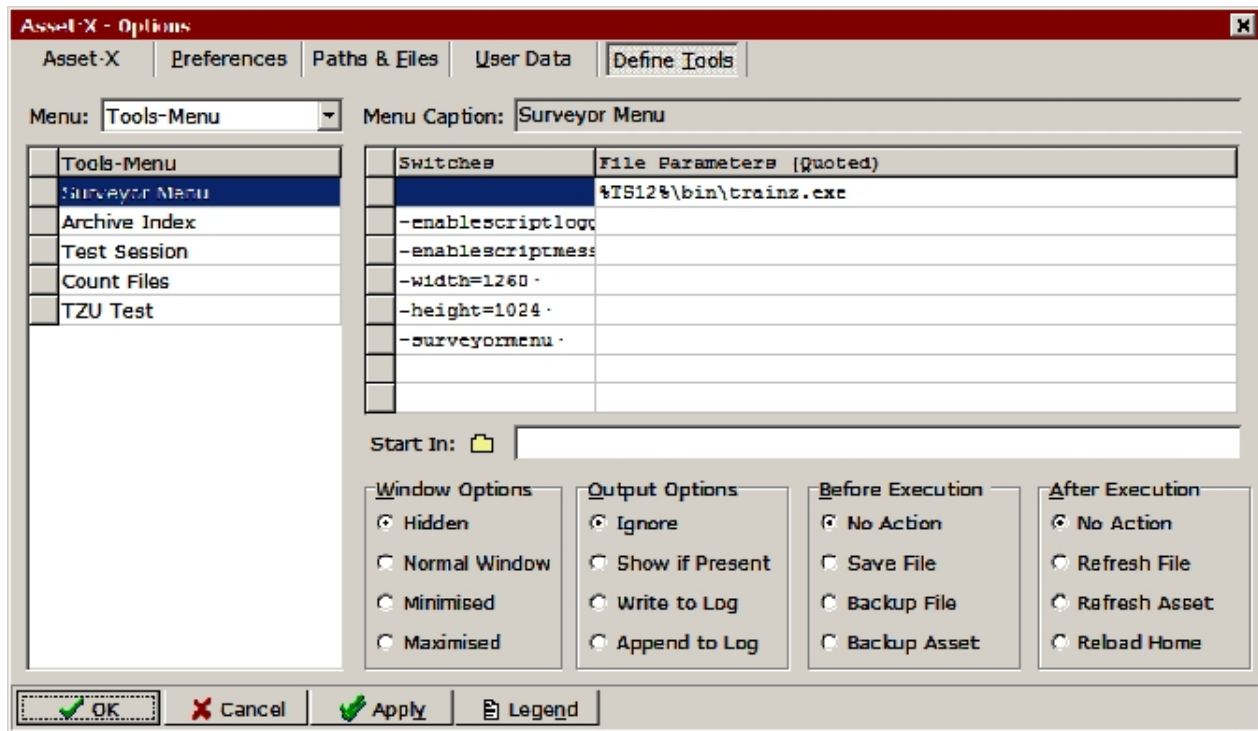 Asset-X - Options
Asset-X Preferences Paths & Files User Data Define Tools
Menu: Tools-Menu Menu Caption: Surveyor Menu
Tools-Menu Switches File Parameters (Quoted)
Surveyor Menu %TS12%\bin\trainz.exe
Archive Index -enablescriptlogg
Test Session -enablescriptmess
Count Files -width=1260
TZU Test -height=1024
-surveyormenu
Start In:
Window Options Output Options Before Execution After Execution
Hidden Ignore No Action No Action
Normal Window Show if Present Save File Refresh File
Minimised Write to Log Backup File Refresh Asset
Maximised Append to Log Backup Asset Reload Home
OK Cancel Apply Legend